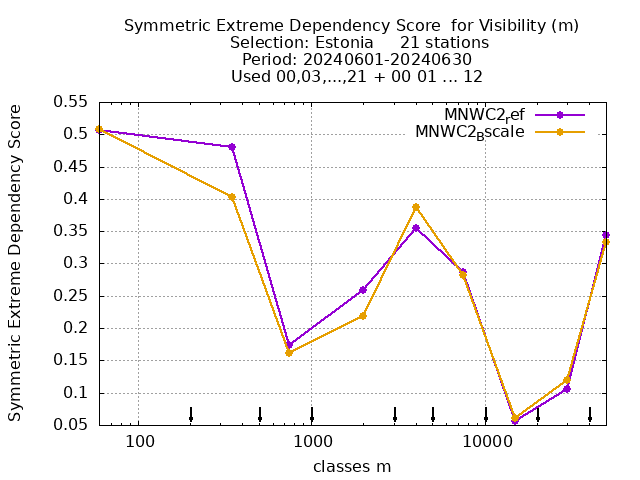 Symmetric Extreme Dependency Score  for Visibility (m)
Selection: Estonia     21 stations
Period: 20240601-20240630
Used 00,03,...,21 + 00 01 ... 12
Symmetric Extreme Dependency Score
0.55
0.5
0.45
0.4
0.35
0.3
0.25
0.2
0.15
0.1
0.05
MNWC2ref
MNWC2Bscale
100
1000
10000
classes m